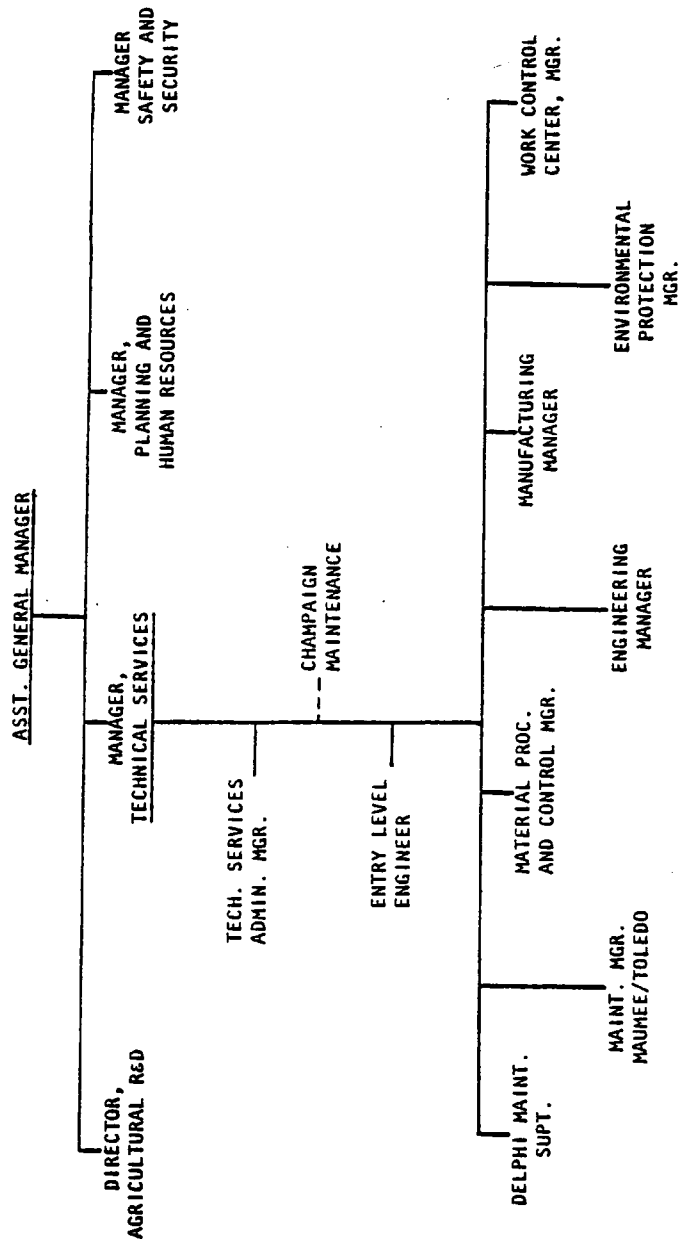 ASST. GENERAL MANAGER
DIRECTOR,
AGRICULTURAL R&D
MANAGER,
TECHNICAL SERVICES
MANAGER,
PLANNING AND
HUMAN RESOURCES
MANAGER
SAFETY AND
SECURITY
TECH. SERVICES
ADMIN. MGR.
CHAMPAIGN
MAINTENANCE
ENTRY LEVEL
ENGINEER
DELPHI MAINT.
SUPT.
MAINT. MGR.
MAUMEE/TOLEDO
MATERIAL PROC.
AND CONTROL MGR.
ENGINEERING
MANAGER
MANUFACTURING
MANAGER
ENVIRONMENTAL
PROTECTION
MGR.
WORK CONTROL
CENTER, MGR.